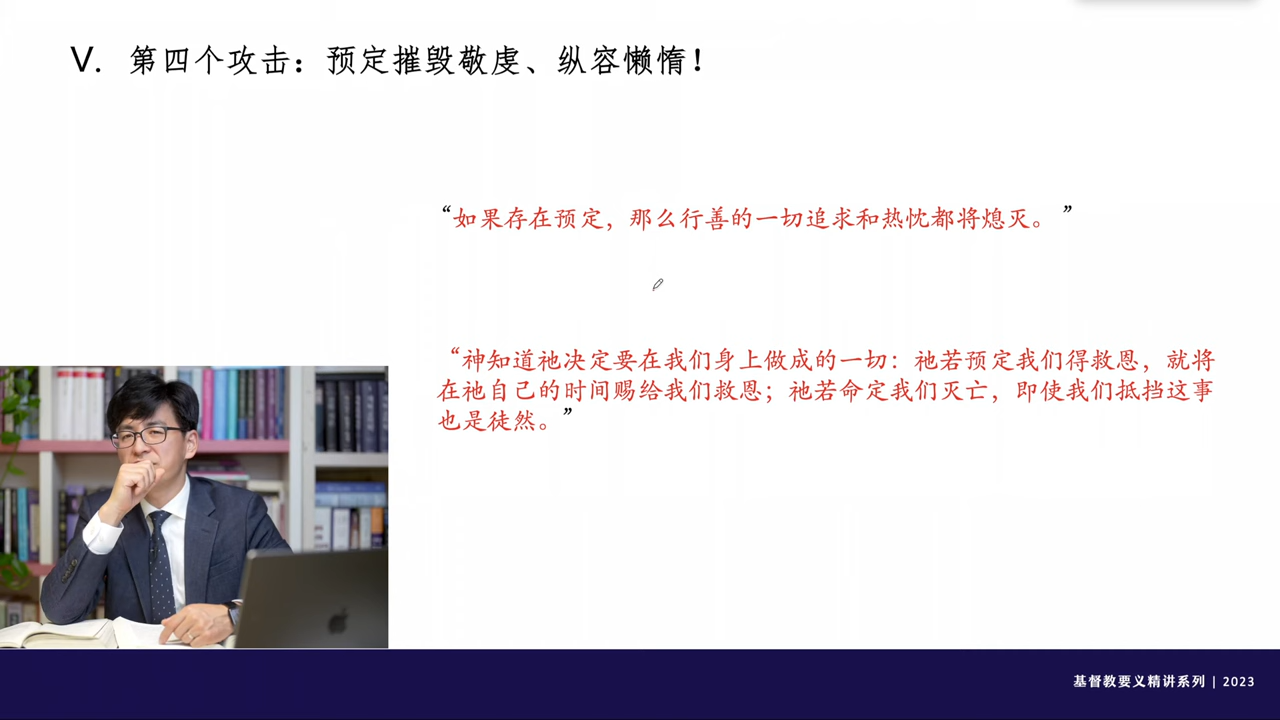 V. 第四个攻击：预定摧毁敬虔、纵容懒惰！
“如果存在预定，那么行善的一切追求和热忱都将熄灭。”
“神知道祂决定要在我们身上做成的一切：祂若预定我们得救恩，就将
在祂自己的时间赐给我们救恩；祂若命定我们灭亡，即使我们抵挡这事
也是徒然。”
基督教要义精讲系列 | 2023